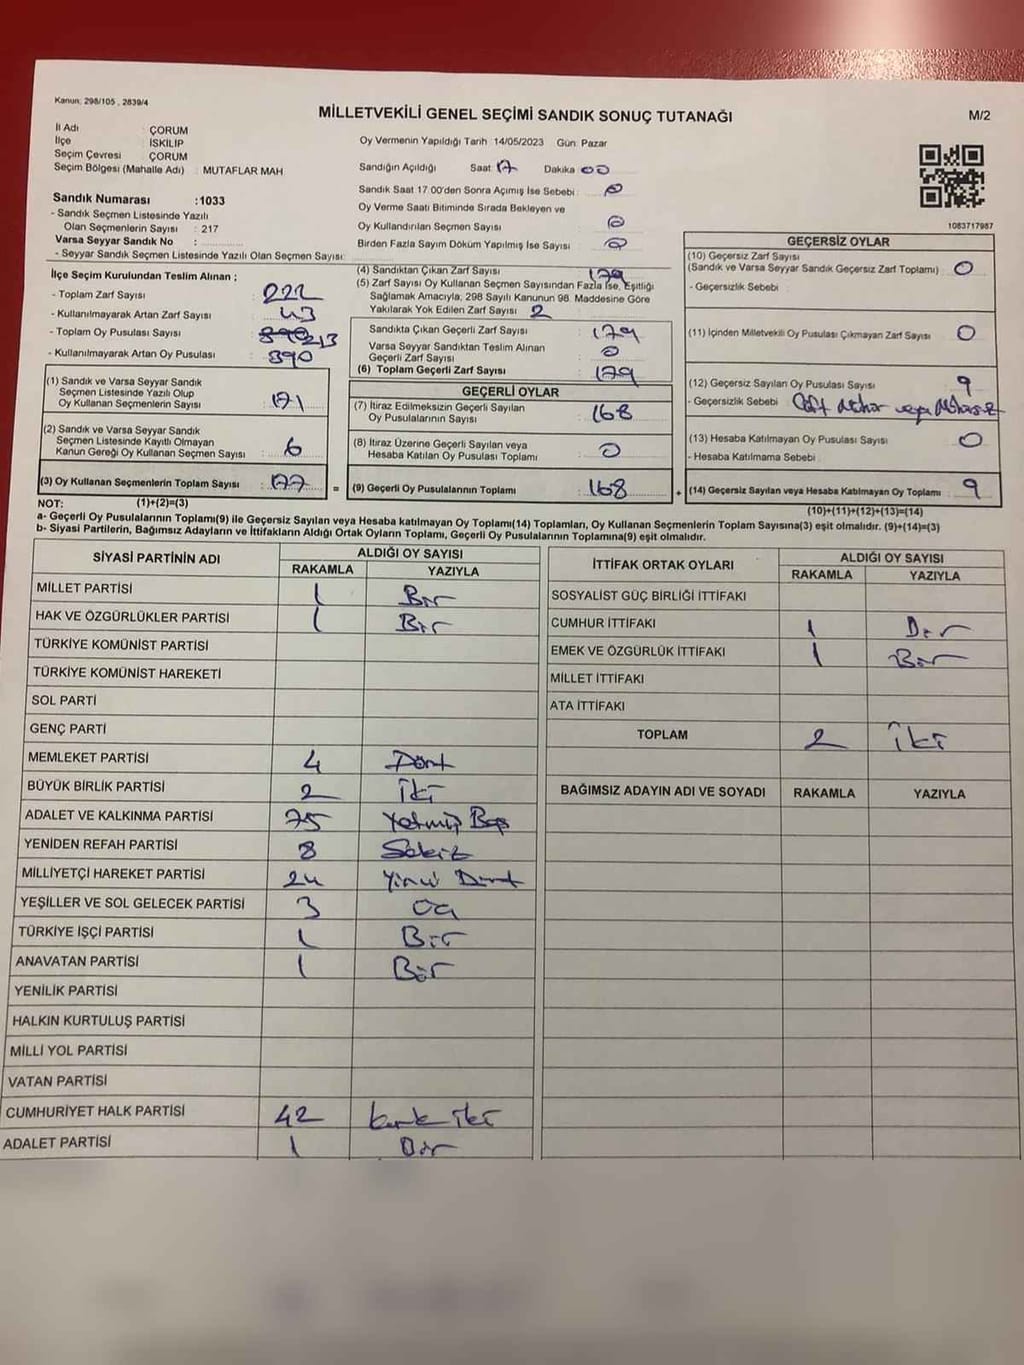 Kanun; 298/105 , 2839/4
MİLLETVEKİLİ GENEL SEÇİMİ SANDIK SONUÇ TUTANAĞI
M/2
İl Adı : ÇORUM
İlçe İSKİLİP
Seçim Çevresi ÇORUM
Seçim Bölgesi (Mahalle Adı) : MUTAFLAR MAH
Oy Vermenin Yapıldığı Tarih 14/05/2023 Gün: Pazar
Sandığın Açıldığı Saat 17 Dakika 00
Sandık Saat 17 00'den Sonra Açımış İse Sebebi : 0
Oy Verme Saati Bitiminde Sırada Bekleyen ve
Oy Kullandırılan Seçmen Sayısı : 0
Birden Fazla Sayım Döküm Yapılmış İse Sayısı : 0
1083717987
Sandık Numarası :1033
- Sandık Seçmen Listesinde Yazılı
Olan Seçmenlerin Sayısı : 217
Varsa Seyyar Sandık No :
- Seyyar Sandık Seçmen Listesinde Yazılı Olan Seçmen Sayısı:
İlçe Seçim Kurulundan Teslim Alınan ;
- Toplam Zarf Sayısı : 222
- Kullanılmayarak Artan Zarf Sayısı : 43
- Toplam Oy Pusulası Sayısı : 213
- Kullanılmayarak Artan Oy Pusulası : 390
(4) Sandıktan Çıkan Zarf Sayısı : 179
(5) Zarf Sayısı Oy Kullanan Seçmen Sayısından Fazla İse, Eşitliği
Sağlamak Amacıyla, 298 Sayılı Kanunun 98. Maddesine Göre
Yakılarak Yok Edilen Zarf Sayısı : 2
Sandıkta Çıkan Geçerli Zarf Sayısı : 179
Varsa Seyyar Sandıktan Teslim Alınan
Geçerli Zarf Sayısı : 0
(6) Toplam Geçerli Zarf Sayısı : 179
GEÇERSİZ OYLAR
(10) Geçersiz Zarf Sayısı
(Sandık ve Varsa Seyyar Sandık Geçersiz Zarf Toplamı) : 0
- Geçersizlik Sebebi :
(11) İçinden Milletvekili Oy Pusulası Çıkmayan Zarf Sayısı : 0
(12) Geçersiz Sayılan Oy Pusulası Sayısı : 9
- Geçersizlik Sebebi : Çift Mühür veya Mühürsüz
(13) Hesaba Katılmayan Oy Pusulası Sayısı : 0
- Hesaba Katılmama Sebebi :
(14) Geçersiz Sayılan veya Hesaba Katılmayan Oy Toplamı : 9
(10)+(11)+(12)+(13)=(14)
(1) Sandık ve Varsa Seyyar Sandık
Seçmen Listesinde Yazılı Olup
Oy Kullanan Seçmenlerin Sayısı : 171
(2) Sandık ve Varsa Seyyar Sandık
Seçmen Listesinde Kayıtlı Olmayan
Kanun Gereği Oy Kullanan Seçmen Sayısı : 6
(3) Oy Kullanan Seçmenlerin Toplam Sayısı : 177 =
(1)+(2)=(3)
GEÇERLİ OYLAR
(7) İtiraz Edilmeksizin Geçerli Sayılan
Oy Pusulalarının Sayısı : 168
(8) İtiraz Üzerine Geçerli Sayılan veya
Hesaba Katılan Oy Pusulası Toplamı : 0
(9) Geçerli Oy Pusulalarının Toplamı : 168 +
NOT:
a- Geçerli Oy Pusulalarının Toplamı(9) ile Geçersiz Sayılan veya Hesaba katılmayan Oy Toplamı(14) Toplamları, Oy Kullanan Seçmenlerin Toplam Sayısına(3) eşit olmalıdır. (9)+(14)=(3)
b- Siyasi Partilerin, Bağımsız Adayların ve İttifakların Aldığı Ortak Oyların Toplamı, Geçerli Oy Pusulalarının Toplamına(9) eşit olmalıdır.
SİYASİ PARTİNİN ADI ALDIĞI OY SAYISI
RAKAMLA YAZIYLA
MİLLET PARTİSİ 1 Bir
HAK VE ÖZGÜRLÜKLER PARTİSİ 1 Bir
TÜRKİYE KOMÜNİST PARTİSİ
TÜRKİYE KOMÜNİST HAREKETİ
SOL PARTİ
GENÇ PARTİ
MEMLEKET PARTİSİ 4 Dört
BÜYÜK BİRLİK PARTİSİ 2 İki
ADALET VE KALKINMA PARTİSİ 75 Yetmiş Beş
YENİDEN REFAH PARTİSİ 8 Sekiz
MİLLİYETÇİ HAREKET PARTİSİ 24 Yirmi Dört
YEŞİLLER VE SOL GELECEK PARTİSİ 3 Üç
TÜRKİYE İŞÇİ PARTİSİ 1 Bir
ANAVATAN PARTİSİ 1 Bir
YENİLİK PARTİSİ
HALKIN KURTULUŞ PARTİSİ
MİLLİ YOL PARTİSİ
VATAN PARTİSİ
CUMHURİYET HALK PARTİSİ 42 kırk iki
ADALET PARTİSİ 1 Bir
İTTİFAK ORTAK OYLARI ALDIĞI OY SAYISI
RAKAMLA YAZIYLA
SOSYALİST GÜÇ BİRLİĞİ İTTİFAKI
CUMHUR İTTİFAKI 1 Bir
EMEK VE ÖZGÜRLÜK İTTİFAKI 1 Bir
MİLLET İTTİFAKI
ATA İTTİFAKI
TOPLAM 2 İki
BAĞIMSIZ ADAYIN ADI VE SOYADI RAKAMLA YAZIYLA